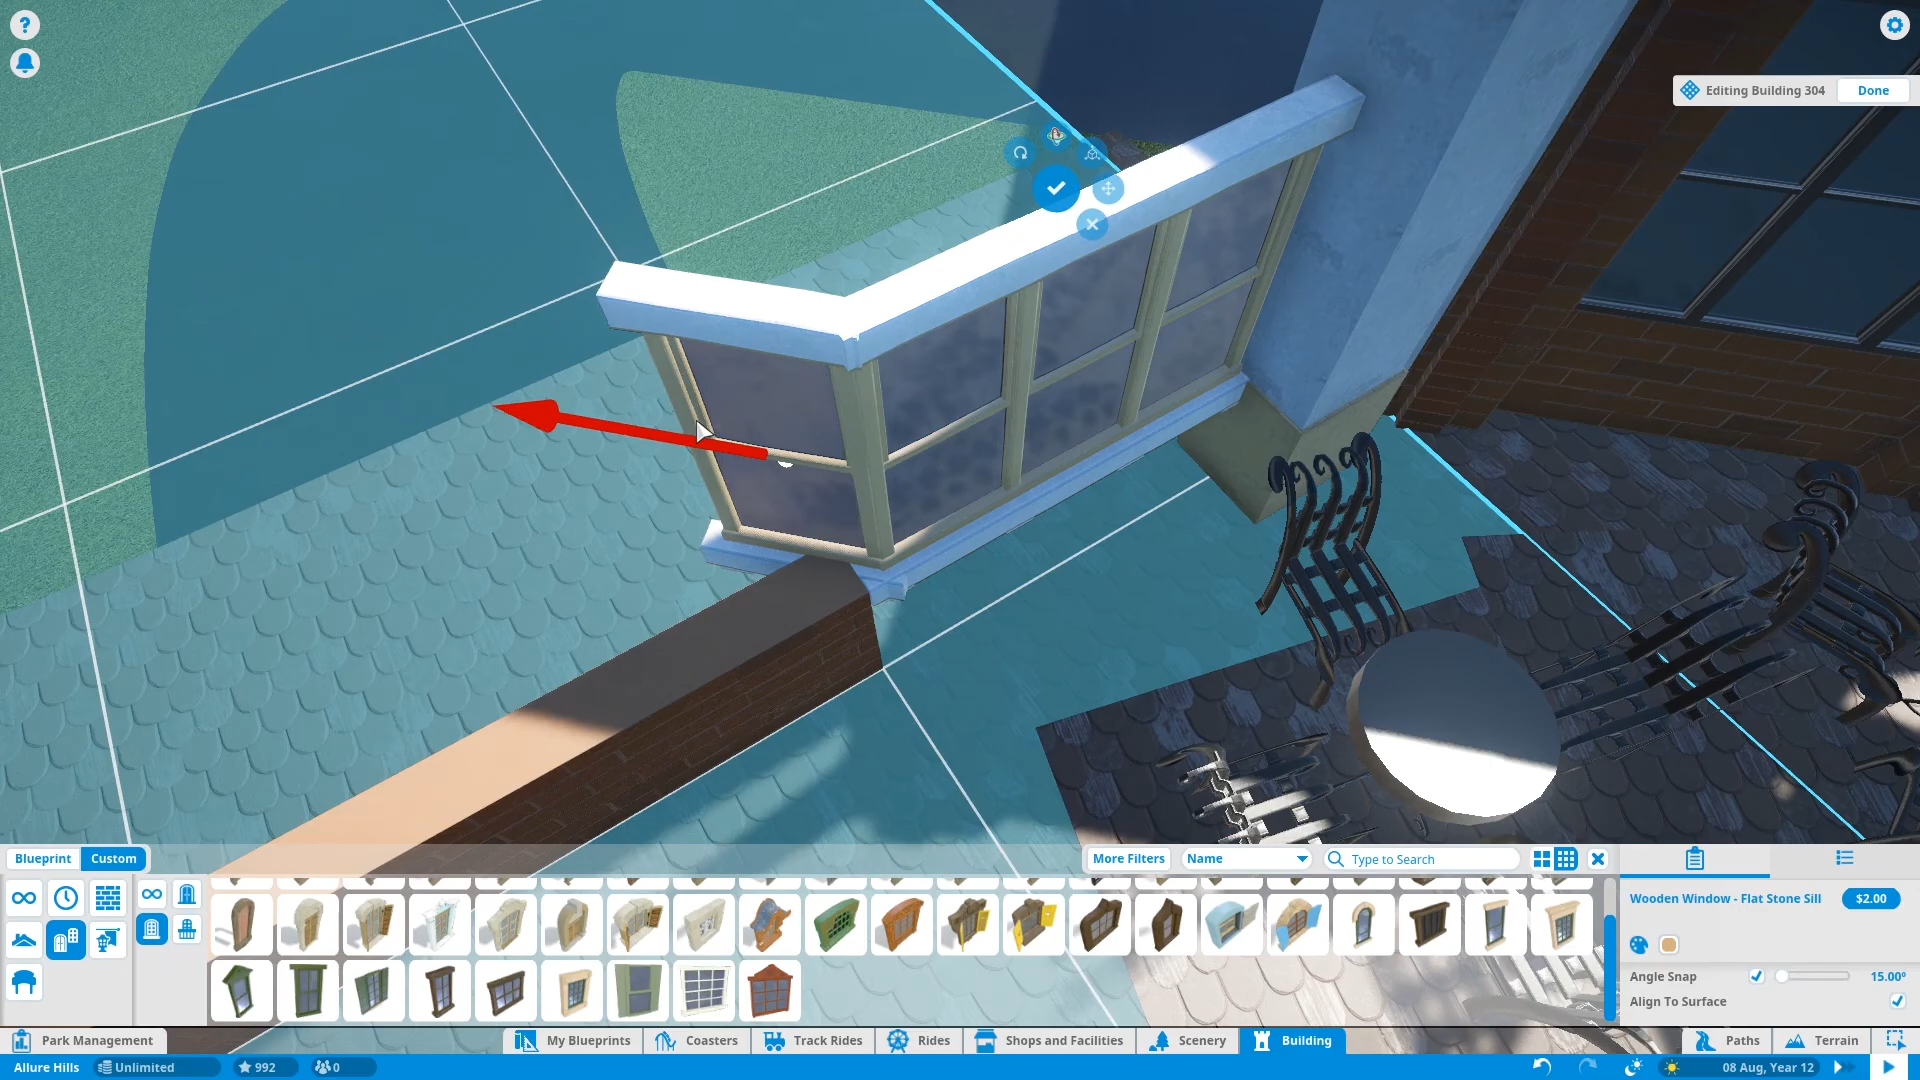 ?
Editing Building 304 Done
Blueprint Custom
More Filters Name Type to Search
Wooden Window - Flat Stone Sill $2.00
Angle Snap 15.00°
Align To Surface
Park Management My Blueprints Coasters Track Rides Rides Shops and Facilities Scenery Building Paths Terrain
Allure Hills Unlimited 992 0 08 Aug, Year 12